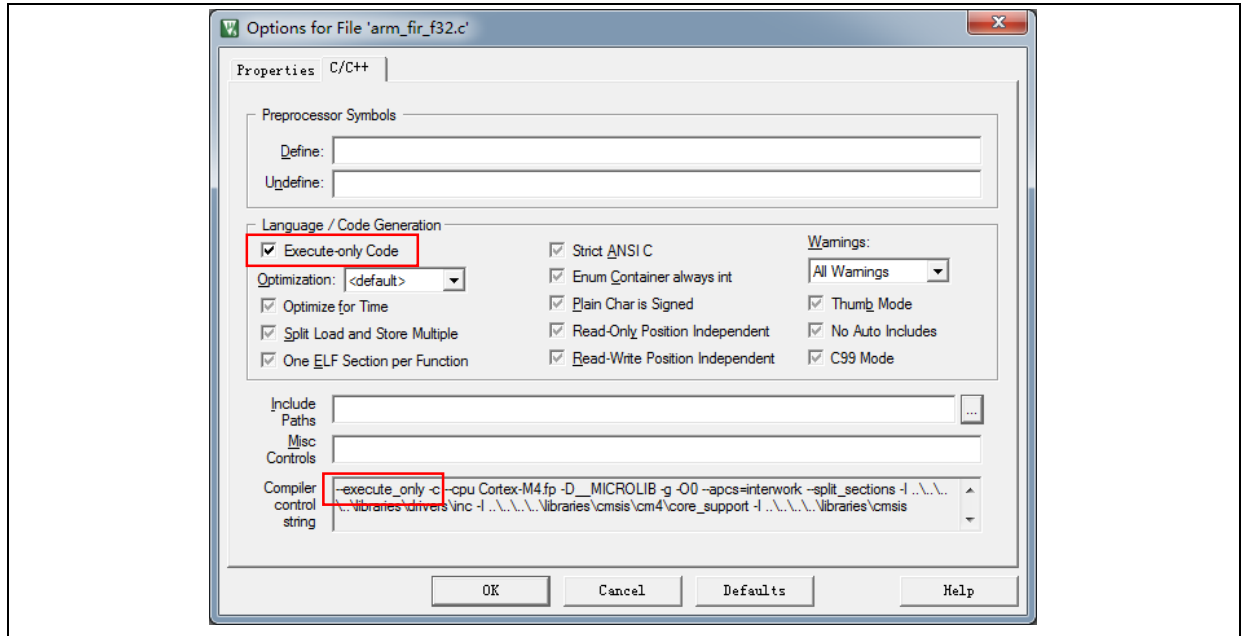 Options for File 'arm_fir_f32.c'
Properties C/C++
Preprocessor Symbols
Define:
Undefine:
Language / Code Generation
Execute-only Code
Strict ANSI C
Warnings:
Optimization: <default>
Enum Container always int
All Warnings
Optimize for Time
Plain Char is Signed
Thumb Mode
Split Load and Store Multiple
Read-Only Position Independent
No Auto Includes
One ELF Section per Function
Read-Write Position Independent
C99 Mode
Include
Paths
...
Misc
Controls
Compiler
control
string
--execute_only -c --cpu Cortex-M4.fp -D__MICROLIB -g -O0 --apcs=interwork --split_sections -I ..\..\..
\..\libraries\drivers\inc -I ..\..\..\..\libraries\cmsis\cm4\core_support -I ..\..\..\..\libraries\cmsis
OK Cancel Defaults Help